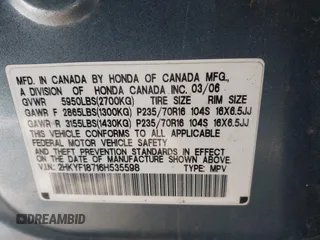 MFD. IN CANADA BY HONDA OF CANADA MFG.,
A DIVISION OF HONDA CANADA INC. 03/06
GVWR 5950LBS(2700KG) TIRE SIZE RIM SIZE
GAWR F 2865LBS(1300KG) P235/70R16 104S 16X6.5JJ
GAWR R 3155LBS(1430KG) P235/70R16 104S 16X6.5JJ
THIS VEHICLE CONFORMS TO ALL APPLICABLE
FEDERAL MOTOR VEHICLE SAFETY STANDARDS IN
EFFECT ON THE DATE OF MANUFACTURE SHOWN ABOVE.
V.I.N: 2HKYF18716H535598 TYPE: MPV
DREAMBID